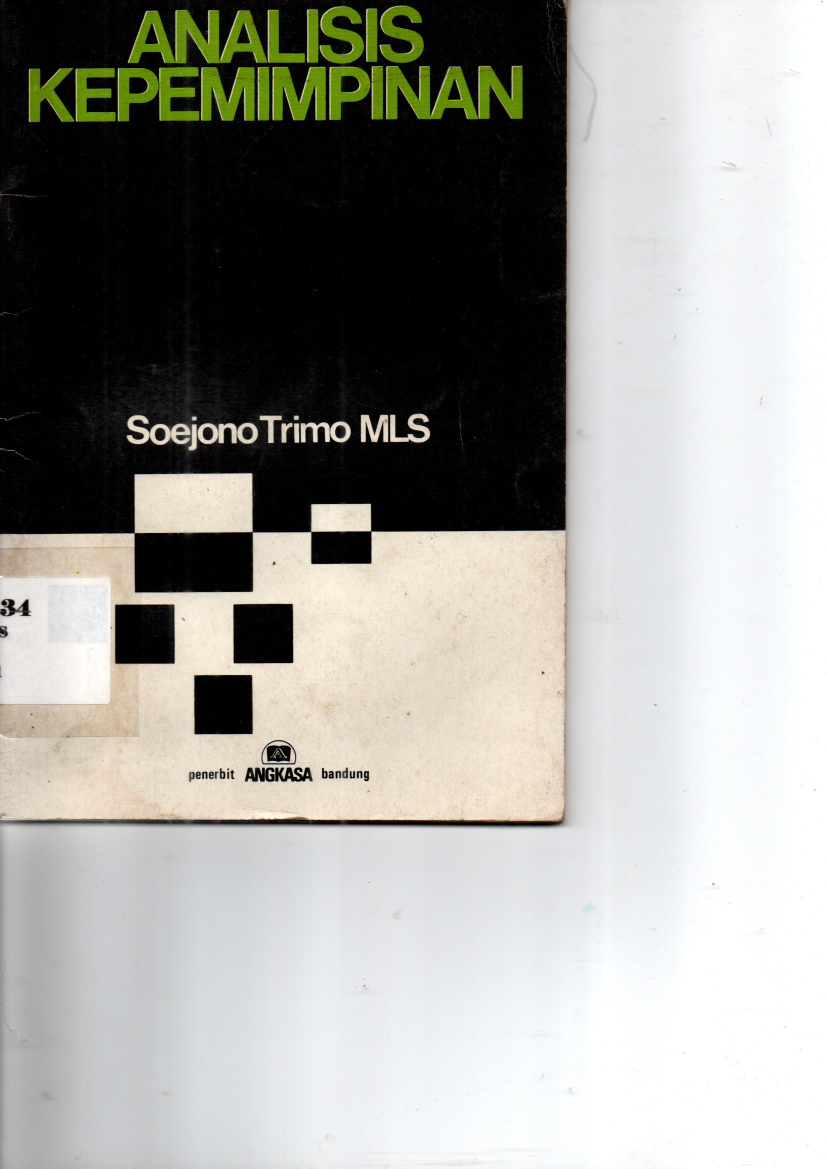 ANALISIS
KEPEMIMPINAN
Soejono Trimo MLS
34
s
penerbit ANGKASA bandung